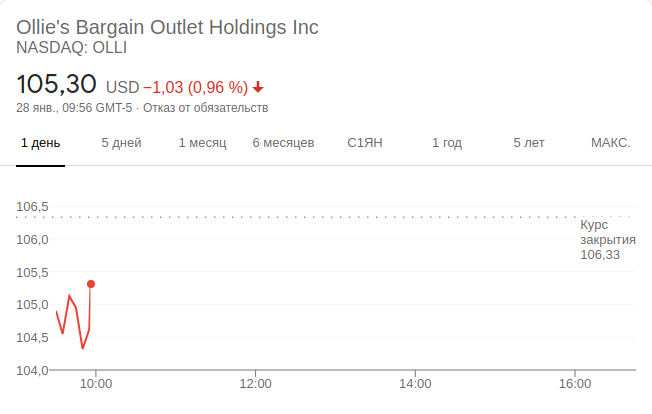 Ollie's Bargain Outlet Holdings Inc
NASDAQ: OLLI
105,30 USD −1,03 (0,96 %)
28 янв., 09:56 GMT-5 · Отказ от обязательств
1 день 5 дней 1 месяц 6 месяцев С1ЯН 1 год 5 лет МАКС.
106,5
Курс
закрытия
106,33
106,0
105,5
105,0
104,5
104,0
10:00 12:00 14:00 16:00